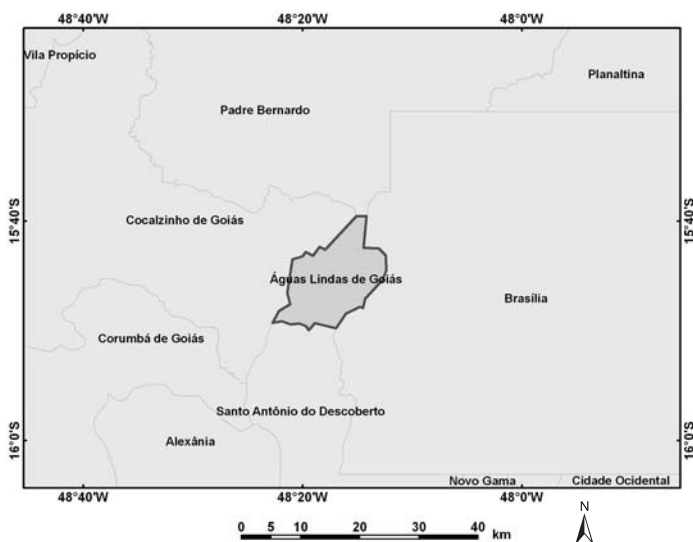 48°40'W 48°20'W 48°0'W
Vila Propício
Planaltina
Padre Bernardo
15°40'S 15°40'S
Cocalzinho de Goiás
Águas Lindas de Goiás
Brasília
Corumbá de Goiás
Santo Antônio do Descoberto
Alexânia
16°0'S 16°0'S
Novo Gama Cidade Ocidental
48°40'W 48°20'W 48°0'W
N
0 5 10 20 30 40
km